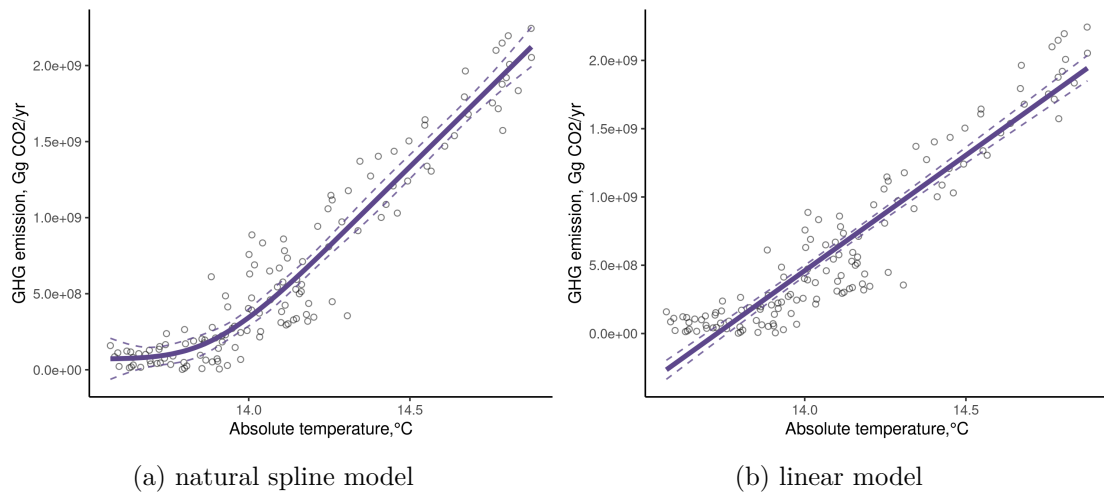 GHG emission, Gg CO2/yr
2.0e+09
1.5e+09
1.0e+09
5.0e+08
0.0e+00
14.0 14.5
Absolute temperature,°C
(a) natural spline model
GHG emission, Gg CO2/yr
2.0e+09
1.5e+09
1.0e+09
5.0e+08
0.0e+00
14.0 14.5
Absolute temperature,°C
(b) linear model